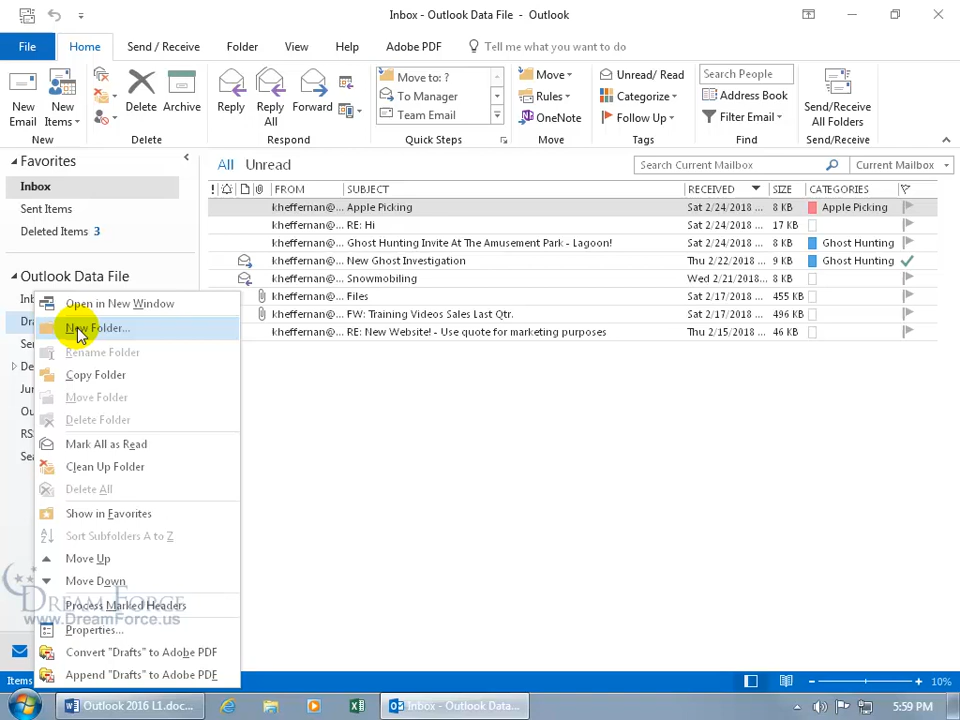 Inbox - Outlook Data File - Outlook
File Home Send / Receive Folder View Help Adobe PDF Tell me what you want to do
New Email
New Items
Delete
Archive
Reply
Reply All
Forward
Move to: ?
To Manager
Team Email
Move
Rules
OneNote
Unread/ Read
Categorize
Follow Up
Search People
Address Book
Filter Email
Send/Receive All Folders
New Delete Respond Quick Steps Move Tags Find Send/Receive
Favorites
Inbox
Sent Items
Deleted Items 3
Outlook Data File
All Unread
Search Current Mailbox Current Mailbox
! FROM SUBJECT RECEIVED SIZE CATEGORIES
kheffernan@... Apple Picking Sat 2/24/2018 ... 8 KB Apple Picking
kheffernan@... RE: Hi Sat 2/24/2018 ... 17 KB
kheffernan@... Ghost Hunting Invite At The Amusement Park - Lagoon! Sat 2/24/2018 ... 8 KB Ghost Hunting
kheffernan@... New Ghost Investigation Thu 2/22/2018 ... 9 KB Ghost Hunting
kheffernan@... Snowmobiling Wed 2/21/2018... 8 KB
kheffernan@... Files Sat 2/17/2018 ... 455 KB
kheffernan@... FW: Training Videos Sales Last Qtr. Sat 2/17/2018 ... 496 KB
kheffernan@... RE: New Website! - Use quote for marketing purposes Thu 2/15/2018 ... 46 KB
Open in New Window
New Folder...
Rename Folder
Copy Folder
Move Folder
Delete Folder
Mark All as Read
Clean Up Folder
Delete All
Show in Favorites
Sort Subfolders A to Z
Move Up
Move Down
Process Marked Headers
Properties...
Convert "Drafts" to Adobe PDF
Append "Drafts" to Adobe PDF
DREAM FORCE
www.DreamForce.us
Items 10%
Outlook 2016 L1.doc... Inbox - Outlook Data... 5:59 PM